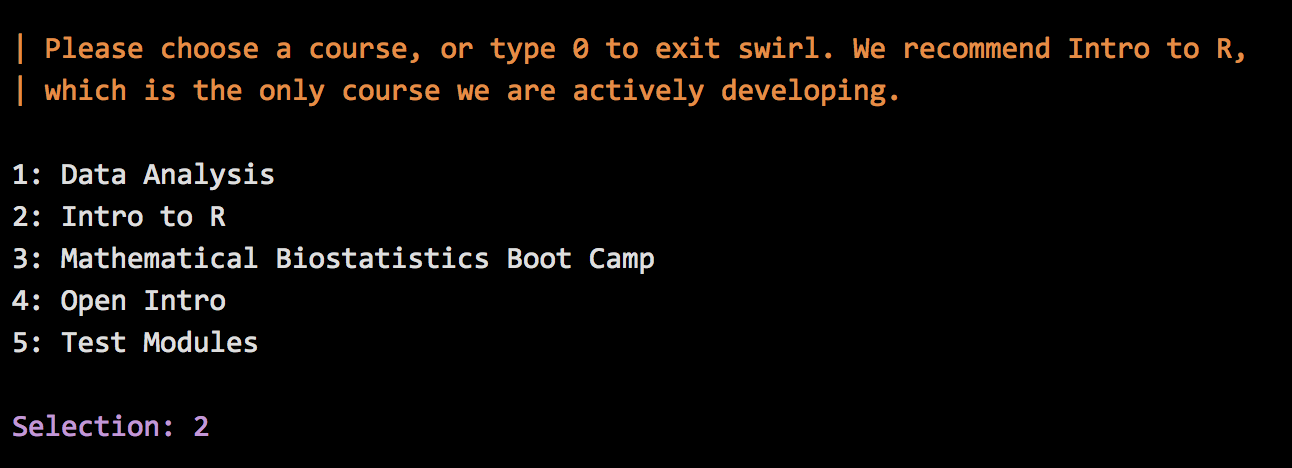 | Please choose a course, or type 0 to exit swirl. We recommend Intro to R,
| which is the only course we are actively developing.
1: Data Analysis
2: Intro to R
3: Mathematical Biostatistics Boot Camp
4: Open Intro
5: Test Modules
Selection: 2